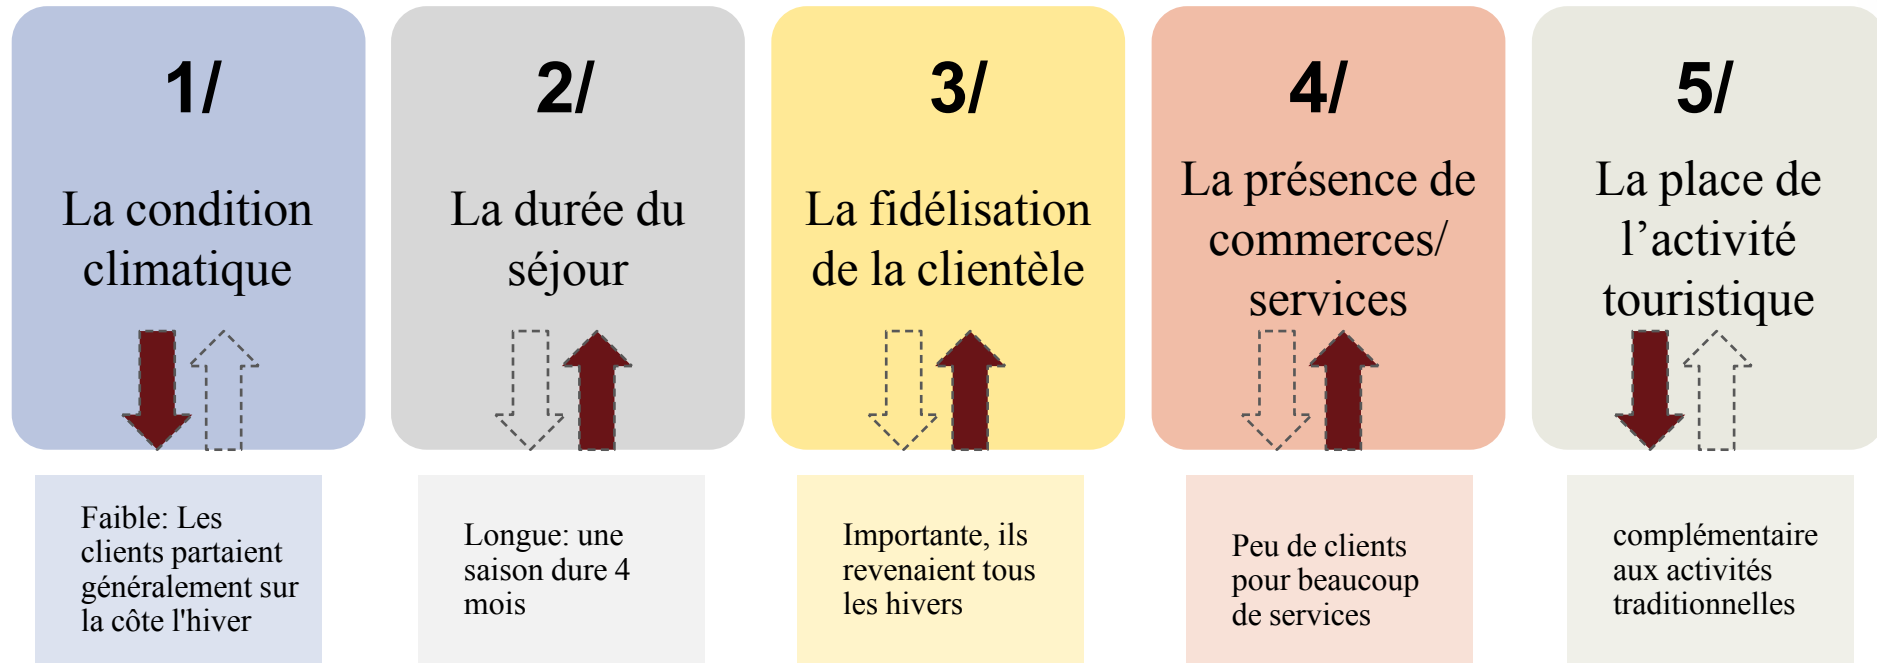 1/
La condition
climatique
Faible: Les
clients partaient
généralement sur
la côte l'hiver
2/
La durée du
séjour
Longue: une
saison dure 4
mois
3/
La fidélisation
de la clientèle
Importante, ils
revenaient tous
les hivers
4/
La présence de
commerces/
services
Peu de clients
pour beaucoup
de services
5/
La place de
l’activité
touristique
complémentaire
aux activités
traditionnelles